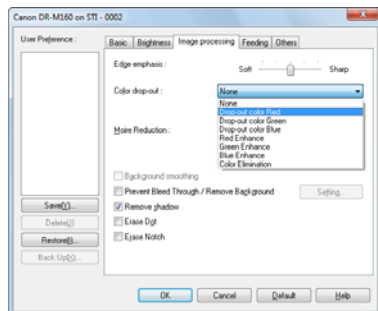 Canon DR-M160 on STI - 0002
User Preference :
Basic Brightness Image processing Feeding Others
Edge emphasis :
Soft Sharp
Color drop-out :
None
None
Drop-out color Red
Drop-out color Green
Drop-out color Blue
Red Enhance
Green Enhance
Blue Enhance
Color Elimination
Moire Reduction :
Background smoothing
Prevent Bleed Through / Remove Background
Setting...
Remove shadow
Erase Dot
Erase Notch
Save(Y)...
Delete(J)
Restore(I)...
Back Up(X)...
OK Cancel Default Help